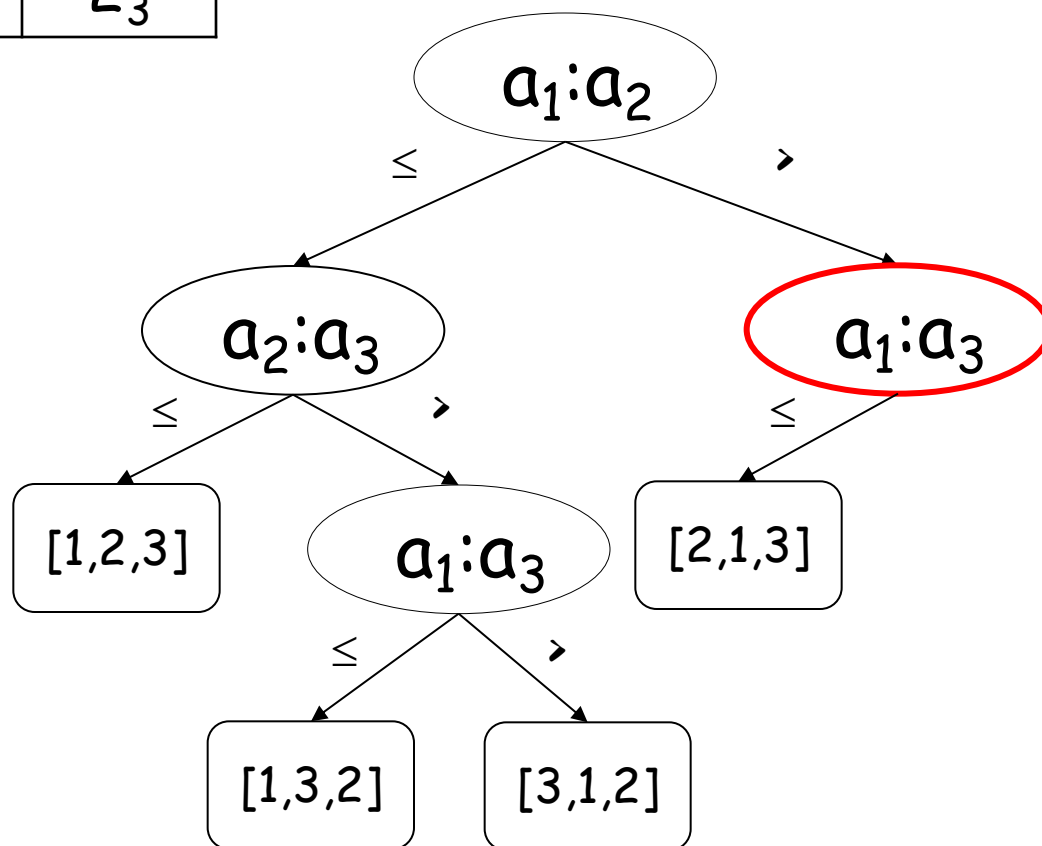 a₁:a₂
≤ >
a₂:a₃ a₁:a₃
≤ > ≤
[1,2,3] a₁:a₃ [2,1,3]
≤ >
[1,3,2] [3,1,2]